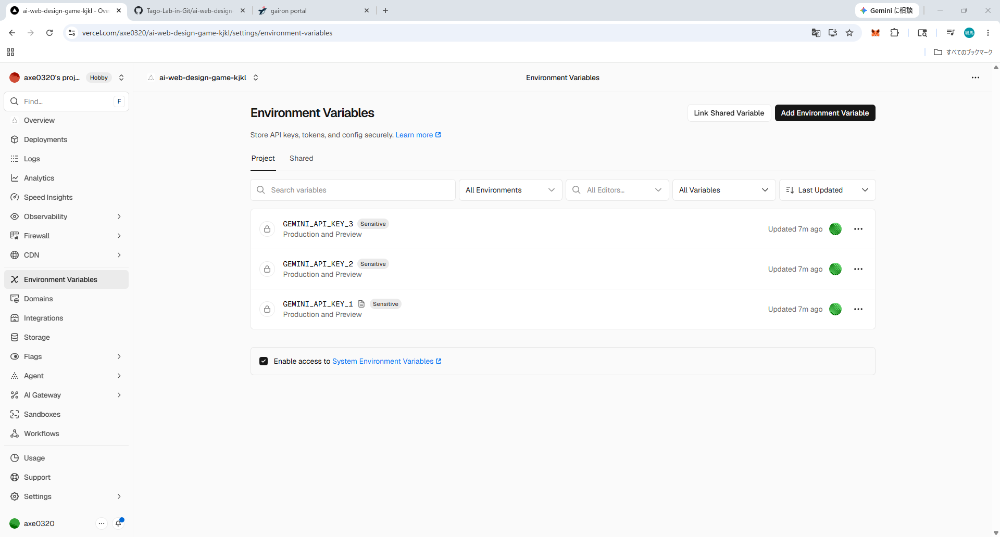 ai-web-design-game-kjkl - Ove
Tago-Lab-in-Git/ai-web-design-
gairon portal
Gemini に相談
vercel.com/axe0320/ai-web-design-game-kjkl/settings/environment-variables
颯馬
すべてのブックマーク
axe0320's proj...
Hobby
ai-web-design-game-kjkl
Environment Variables
Find...
F
Overview
Deployments
Logs
Analytics
Speed Insights
Observability
Firewall
CDN
Environment Variables
Domains
Integrations
Storage
Flags
Agent
AI Gateway
Sandboxes
Workflows
Usage
Support
Settings
axe0320
Environment Variables
Link Shared Variable
Add Environment Variable
Store API keys, tokens, and config securely. Learn more
Project
Shared
Search variables
All Environments
All Editors...
All Variables
Last Updated
GEMINI_API_KEY_3
Sensitive
Production and Preview
Updated 7m ago
GEMINI_API_KEY_2
Sensitive
Production and Preview
Updated 7m ago
GEMINI_API_KEY_1
Sensitive
Production and Preview
Updated 7m ago
Enable access to System Environment Variables